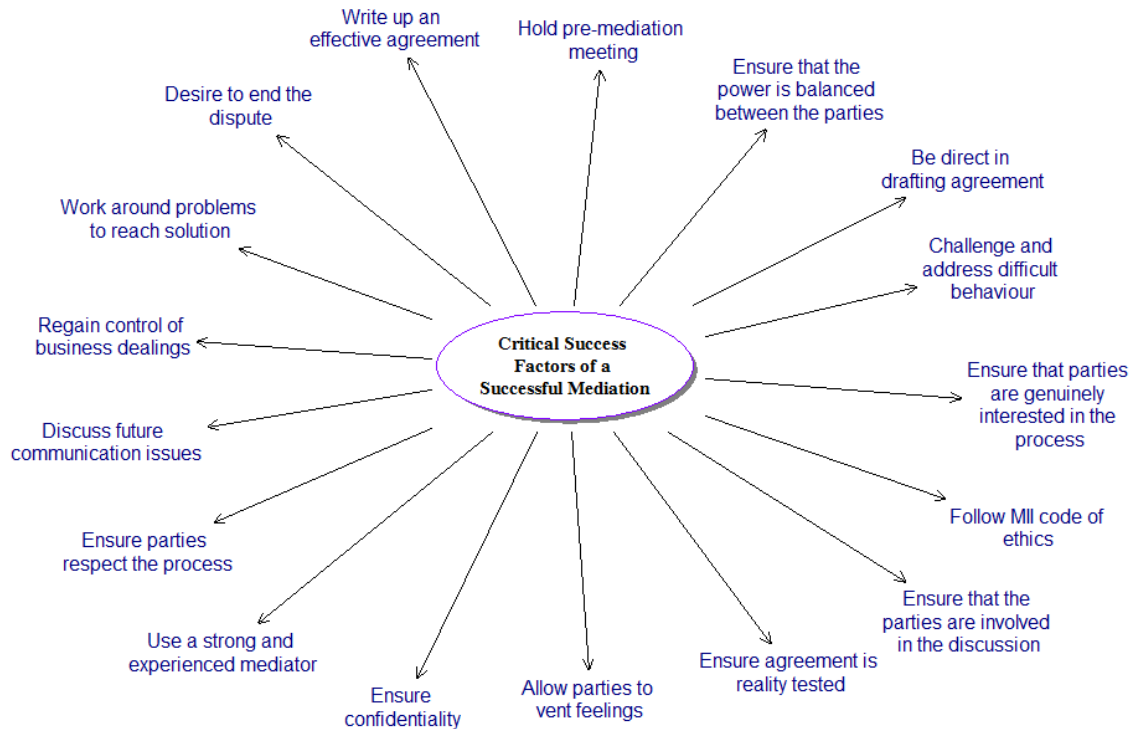 Write up an
effective agreement
Hold pre-mediation
meeting
Ensure that the
power is balanced
between the parties
Desire to end the
dispute
Be direct in
drafting agreement
Work around problems
to reach solution
Challenge and
address difficult
behaviour
Regain control of
business dealings
Critical Success
Factors of a
Successful Mediation
Ensure that parties
are genuinely
interested in the
process
Discuss future
communication issues
Follow MII code of
ethics
Ensure parties
respect the process
Ensure that the
parties are involved
in the discussion
Use a strong and
experienced mediator
Ensure agreement is
reality tested
Ensure
confidentiality
Allow parties to
vent feelings